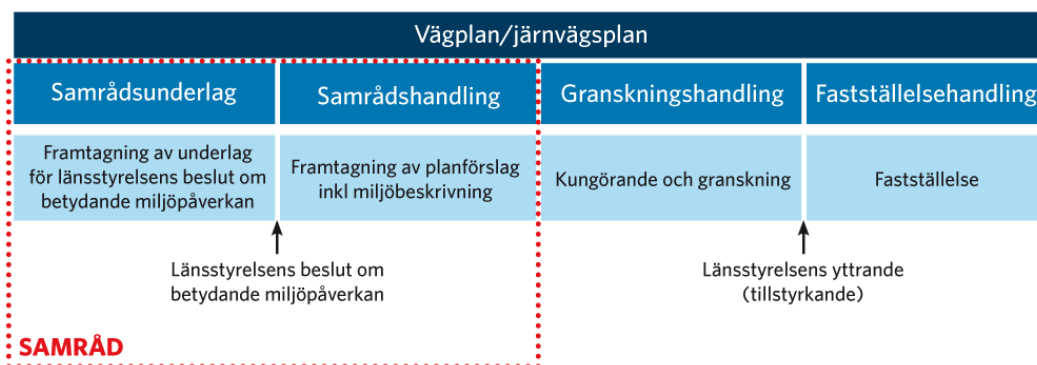 Vägplan/järnvägsplan
Samrådsunderlag
Samrådshandling
Granskningshandling
Fastställelsehandling
Framtagning av underlag
för länsstyrelsens beslut om
betydande miljöpåverkan
Framtagning av planförslag
inkl miljöbeskrivning
Kungörande och granskning
Fastställelse
Länsstyrelsens beslut om
betydande miljöpåverkan
Länsstyrelsens yttrande
(tillstyrkande)
SAMRÅD